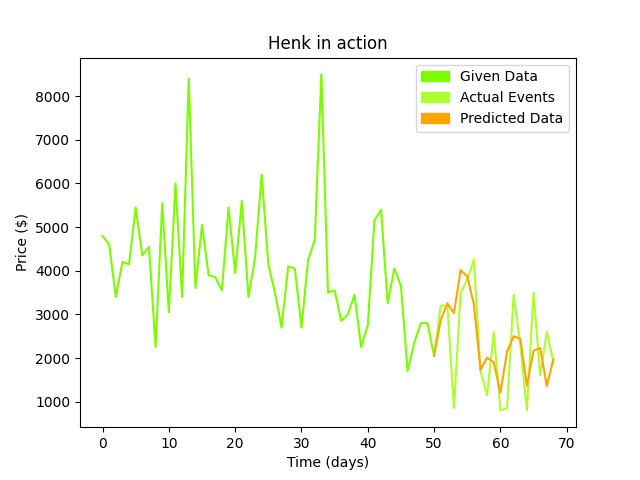 Henk in action
Given Data
Actual Events
Predicted Data
Price ($)
8000
7000
6000
5000
4000
3000
2000
1000
0 10 20 30 40 50 60 70
Time (days)